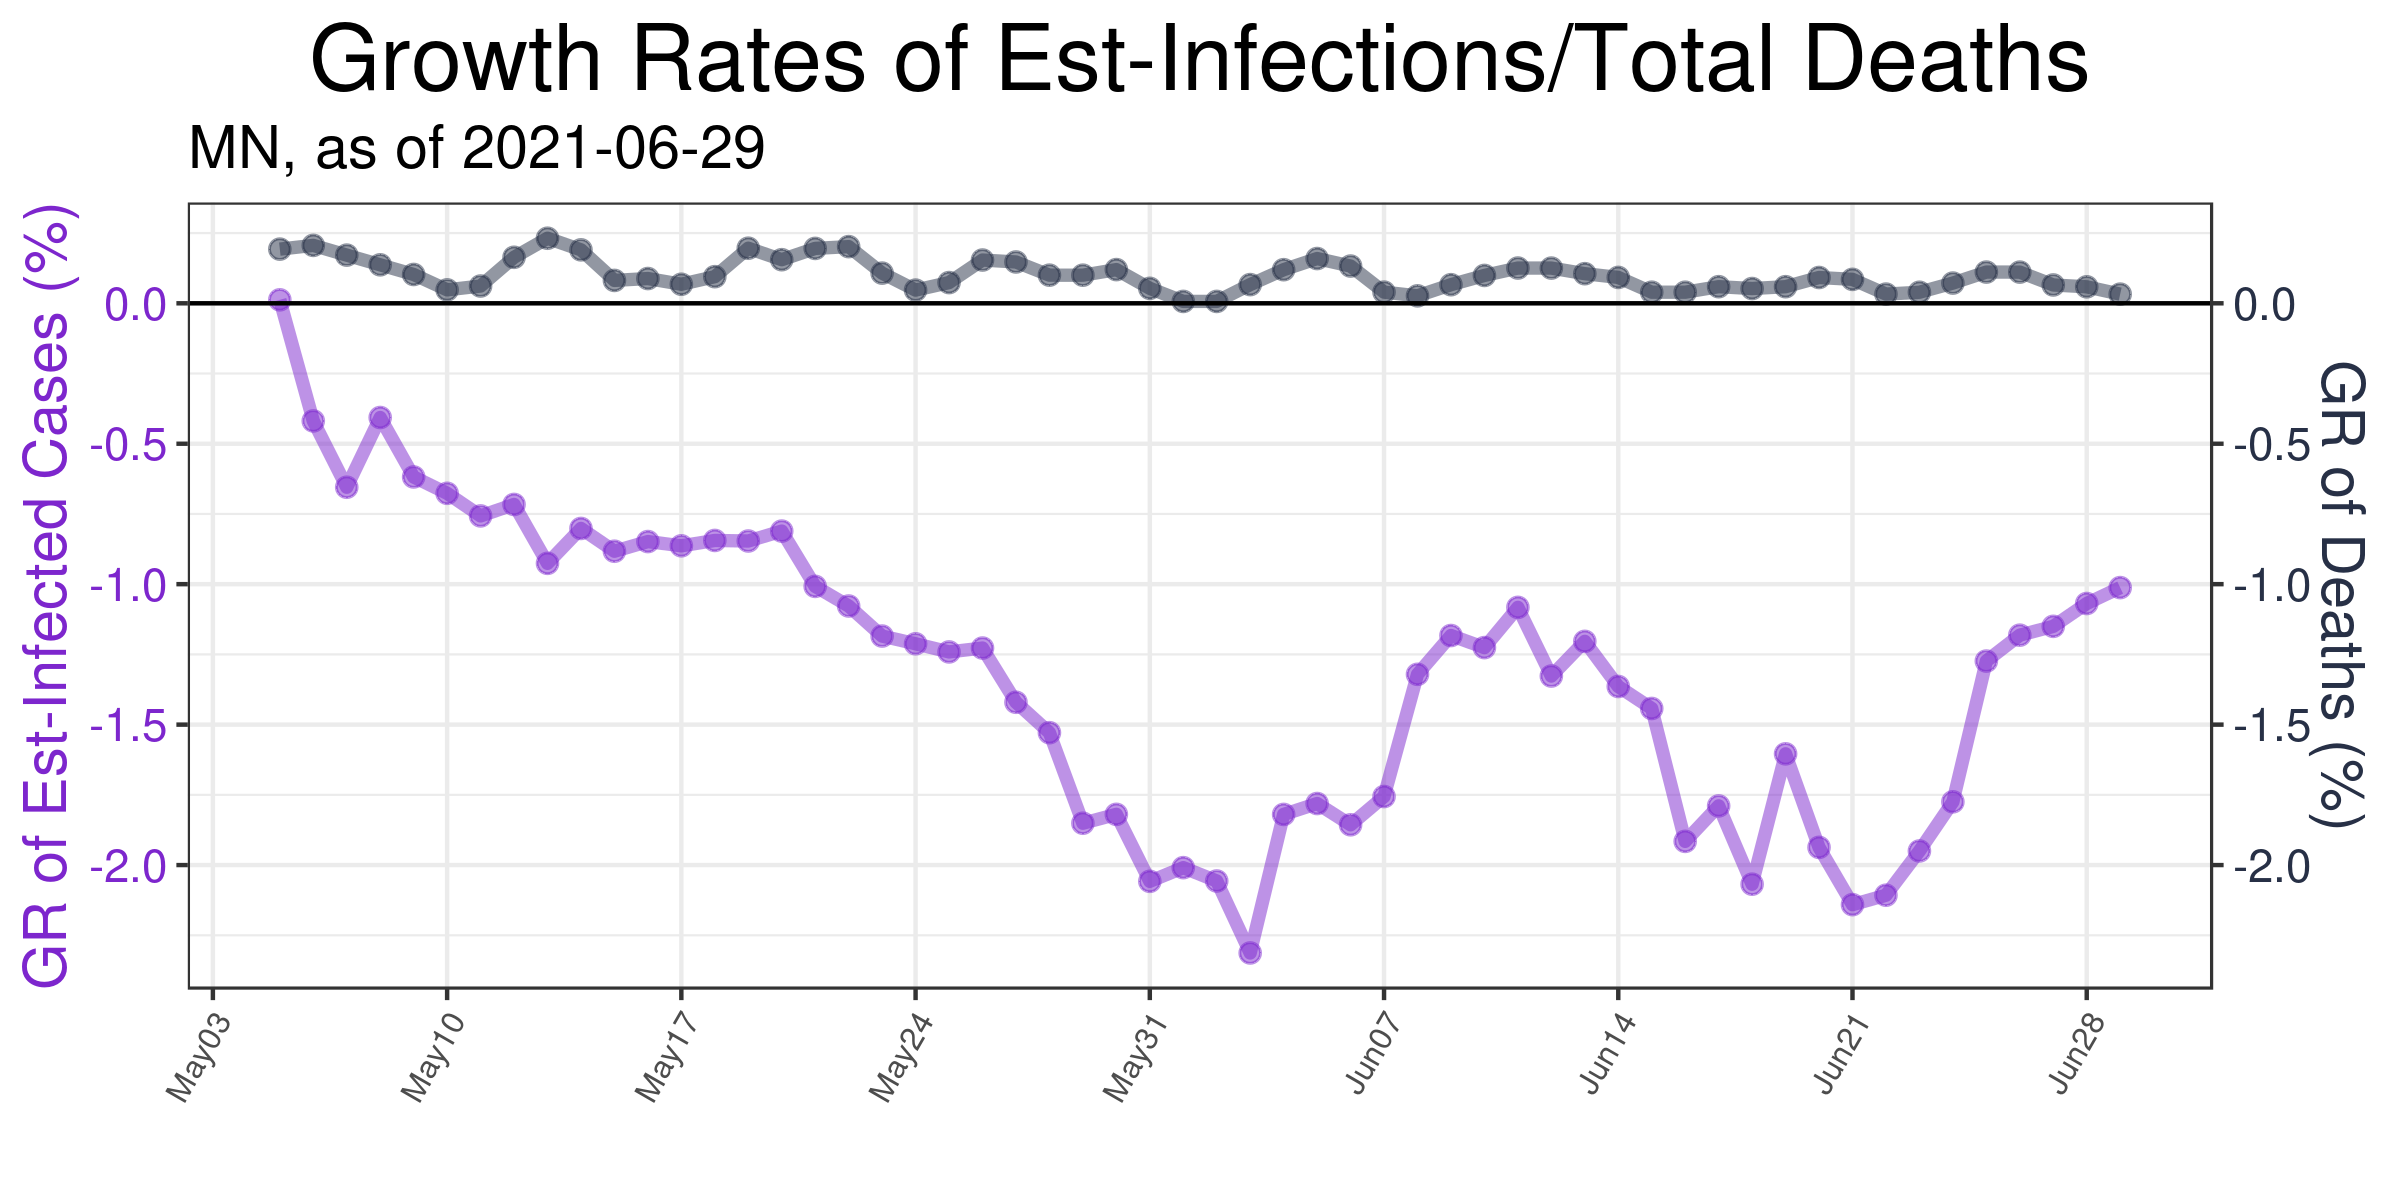 Growth Rates of Est-Infections/Total Deaths
MN, as of 2021-06-29
GR of Est-Infected Cases (%)
0.0
-0.5
-1.0
-1.5
-2.0
0.0
-0.5
-1.0
-1.5
-2.0
GR of Deaths (%)
May03
May10
May17
May24
May31
Jun07
Jun14
Jun21
Jun28